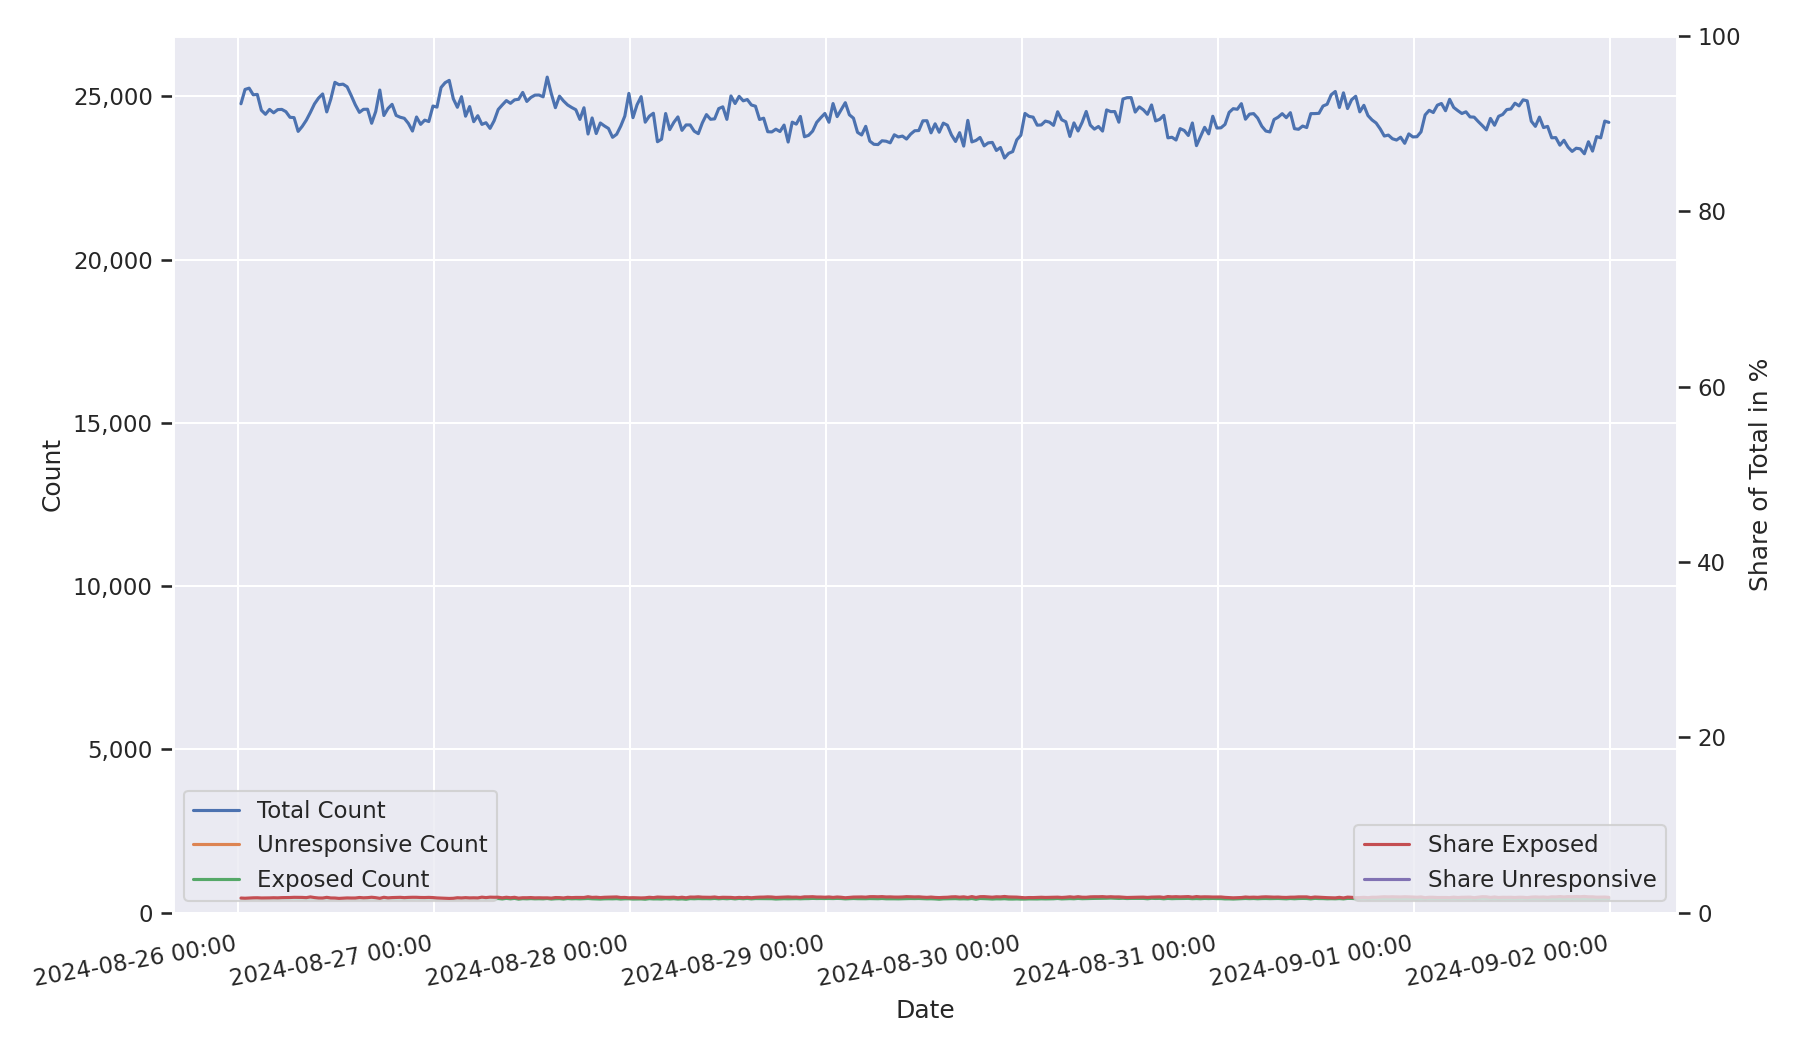 25,000
20,000
15,000
10,000
5,000
0
Count
100
80
60
40
20
0
Share of Total in %
Total Count
Unresponsive Count
Exposed Count
Share Exposed
Share Unresponsive
2024-08-26 00:00
2024-08-27 00:00
2024-08-28 00:00
2024-08-29 00:00
2024-08-30 00:00
2024-08-31 00:00
2024-09-01 00:00
2024-09-02 00:00
Date